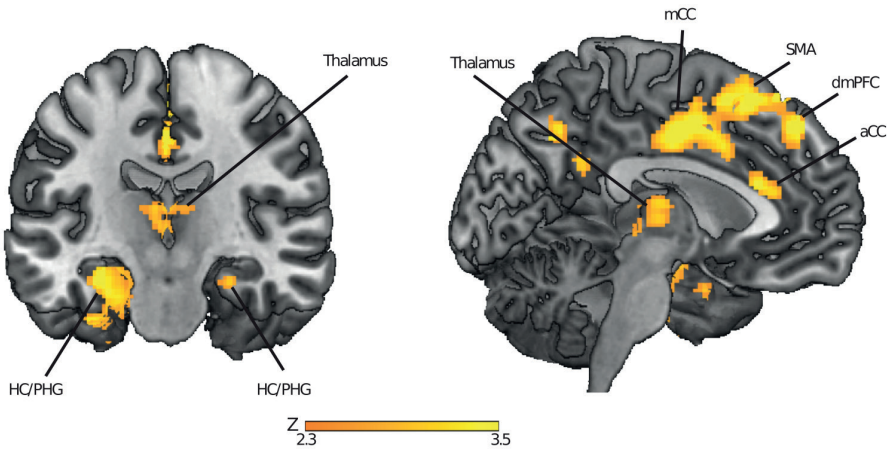 Thalamus
HC/PHG
HC/PHG
mCC
SMA
Thalamus
dmPFC
aCC
Z
2.3
3.5